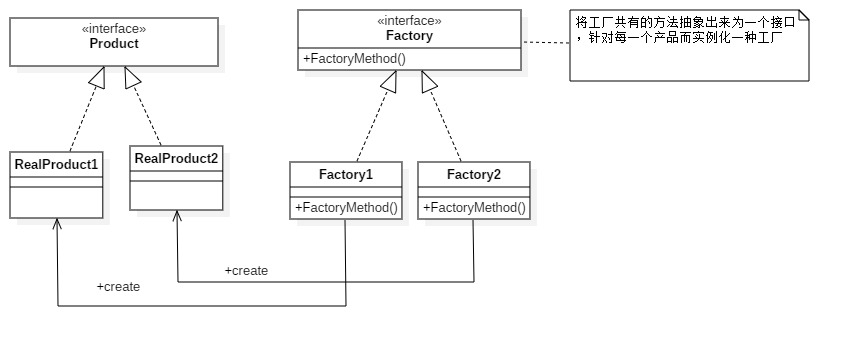 «interface»
Product
«interface»
Factory
+FactoryMethod()
将工厂共有的方法抽象出来为一个接口
，针对每一个产品而实例化一种工厂
RealProduct1
RealProduct2
Factory1
+FactoryMethod()
Factory2
+FactoryMethod()
+create
+create